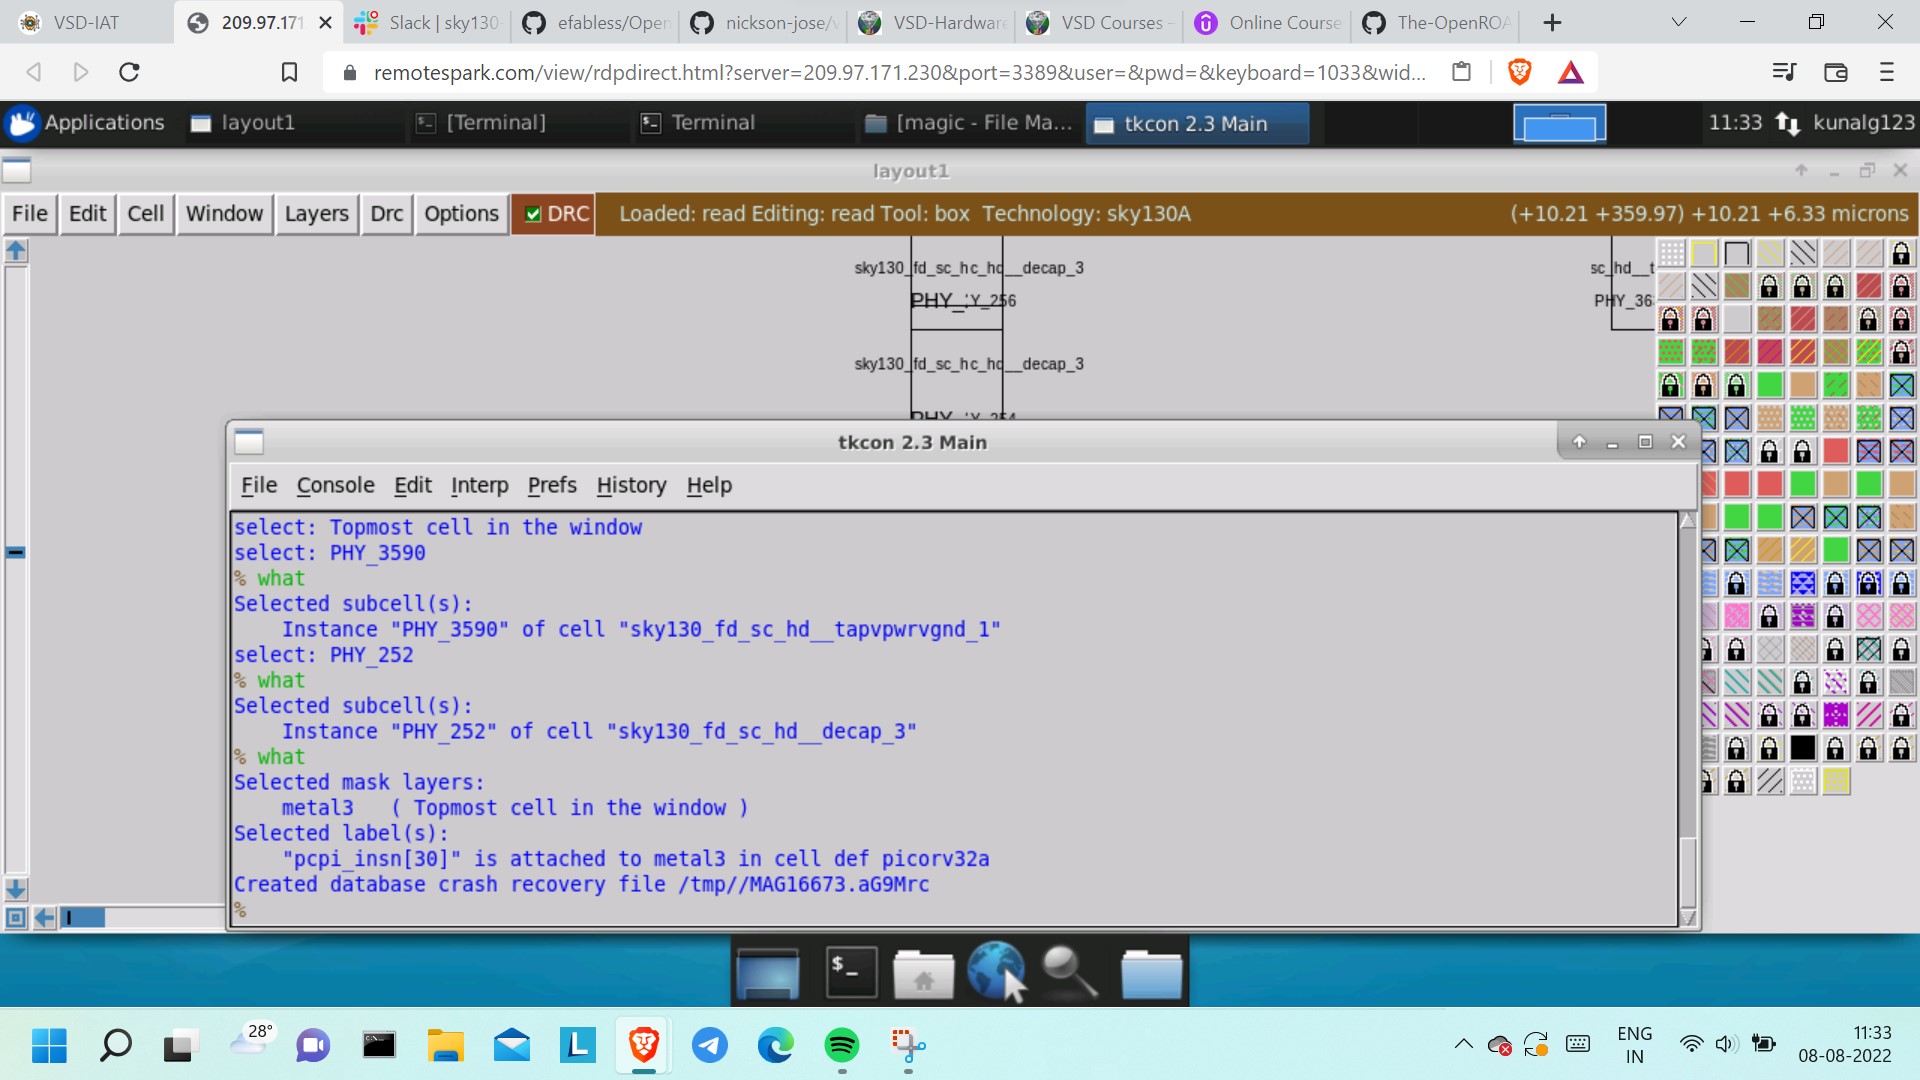 VSD-IAT
209.97.171
Slack | sky130
efabless/Open
nickson-jose/v
VSD-Hardware
VSD Courses -
Online Course
The-OpenROA
remotespark.com/view/rdpdirect.html?server=209.97.171.230&port=3389&user=&pwd=&keyboard=1033&wid...
Applications
layout1
[Terminal]
Terminal
[magic - File Ma...
tkcon 2.3 Main
11:33
kunalg123
layout1
File Edit Cell Window Layers Drc Options DRC Loaded: read Editing: read Tool: box Technology: sky130A (+10.21 +359.97) +10.21 +6.33 microns
sky130_fd_sc_hc_hd__decap_3
sc_hd__t
PHY_Y_256
PHY_36
sky130_fd_sc_hc_hd__decap_3
tkcon 2.3 Main
File Console Edit Interp Prefs History Help
select: Topmost cell in the window
select: PHY_3590
% what
Selected subcell(s):
Instance "PHY_3590" of cell "sky130_fd_sc_hd__tapvpwrvgnd_1"
select: PHY_252
% what
Selected subcell(s):
Instance "PHY_252" of cell "sky130_fd_sc_hd__decap_3"
% what
Selected mask layers:
metal3 ( Topmost cell in the window )
Selected label(s):
"pcpi_insn[30]" is attached to metal3 in cell def picorv32a
Created database crash recovery file /tmp//MAG16673.aG9Mrc
%
$_
28°
L
ENG
IN
11:33
08-08-2022